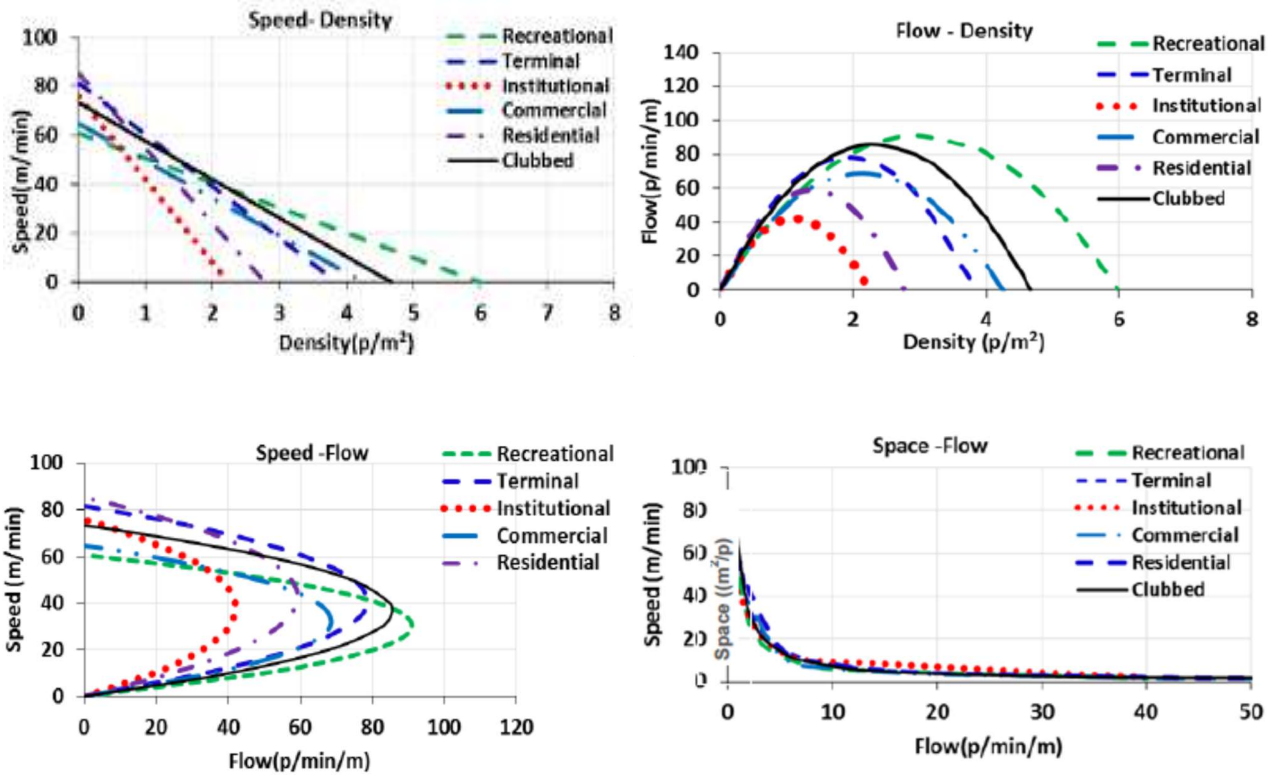 Speed- Density
100
80
60
40
20
0
Speed(m/min)
0 1 2 3 4 5 6 7 8
Density(p/m²)
Recreational
Terminal
Institutional
Commercial
Residential
Clubbed
Flow - Density
140
120
100
80
60
40
20
0
Flow(p/min/m)
0 2 4 6 8
Density (p/m²)
Recreational
Terminal
Institutional
Commercial
Residential
Clubbed
Speed -Flow
100
80
60
40
20
0
Speed (m/min)
0 20 40 60 80 100 120
Flow(p/min/m)
Recreational
Terminal
Institutional
Commercial
Residential
Space -Flow
100
80
60
40
20
0
Speed (m/min)
Space ((m²/p)
0 10 20 30 40 50
Flow(p/min/m)
Recreational
Terminal
Institutional
Commercial
Residential
Clubbed